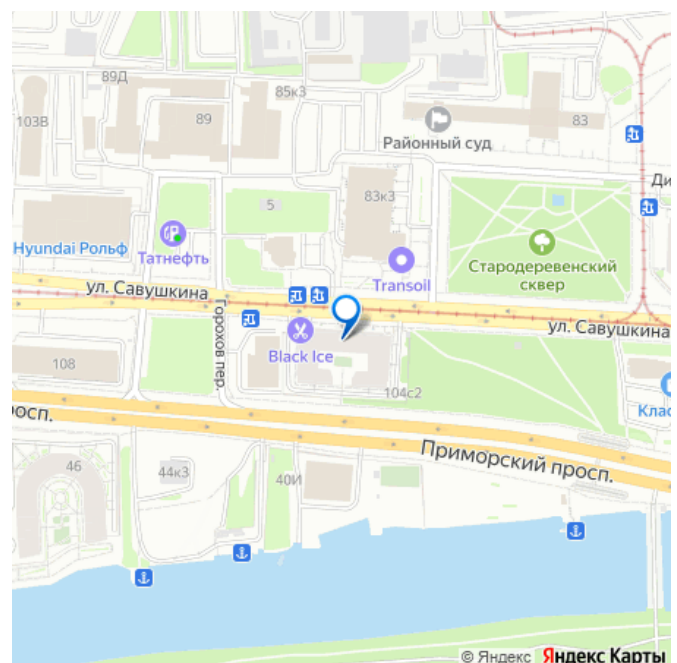 89Д
85к3
103В
89
83
Районный суд
Ди
5
83к3
Hyundai Рольф
Татнефть
Transoil
Стародеревенский
сквер
ул. Савушкина
ул. Савушкина
Горохов пер.
Black Ice
108
104с2
Клас
росп.
Приморский просп.
46
44к3
40И
© Яндекс Яндекс Карты